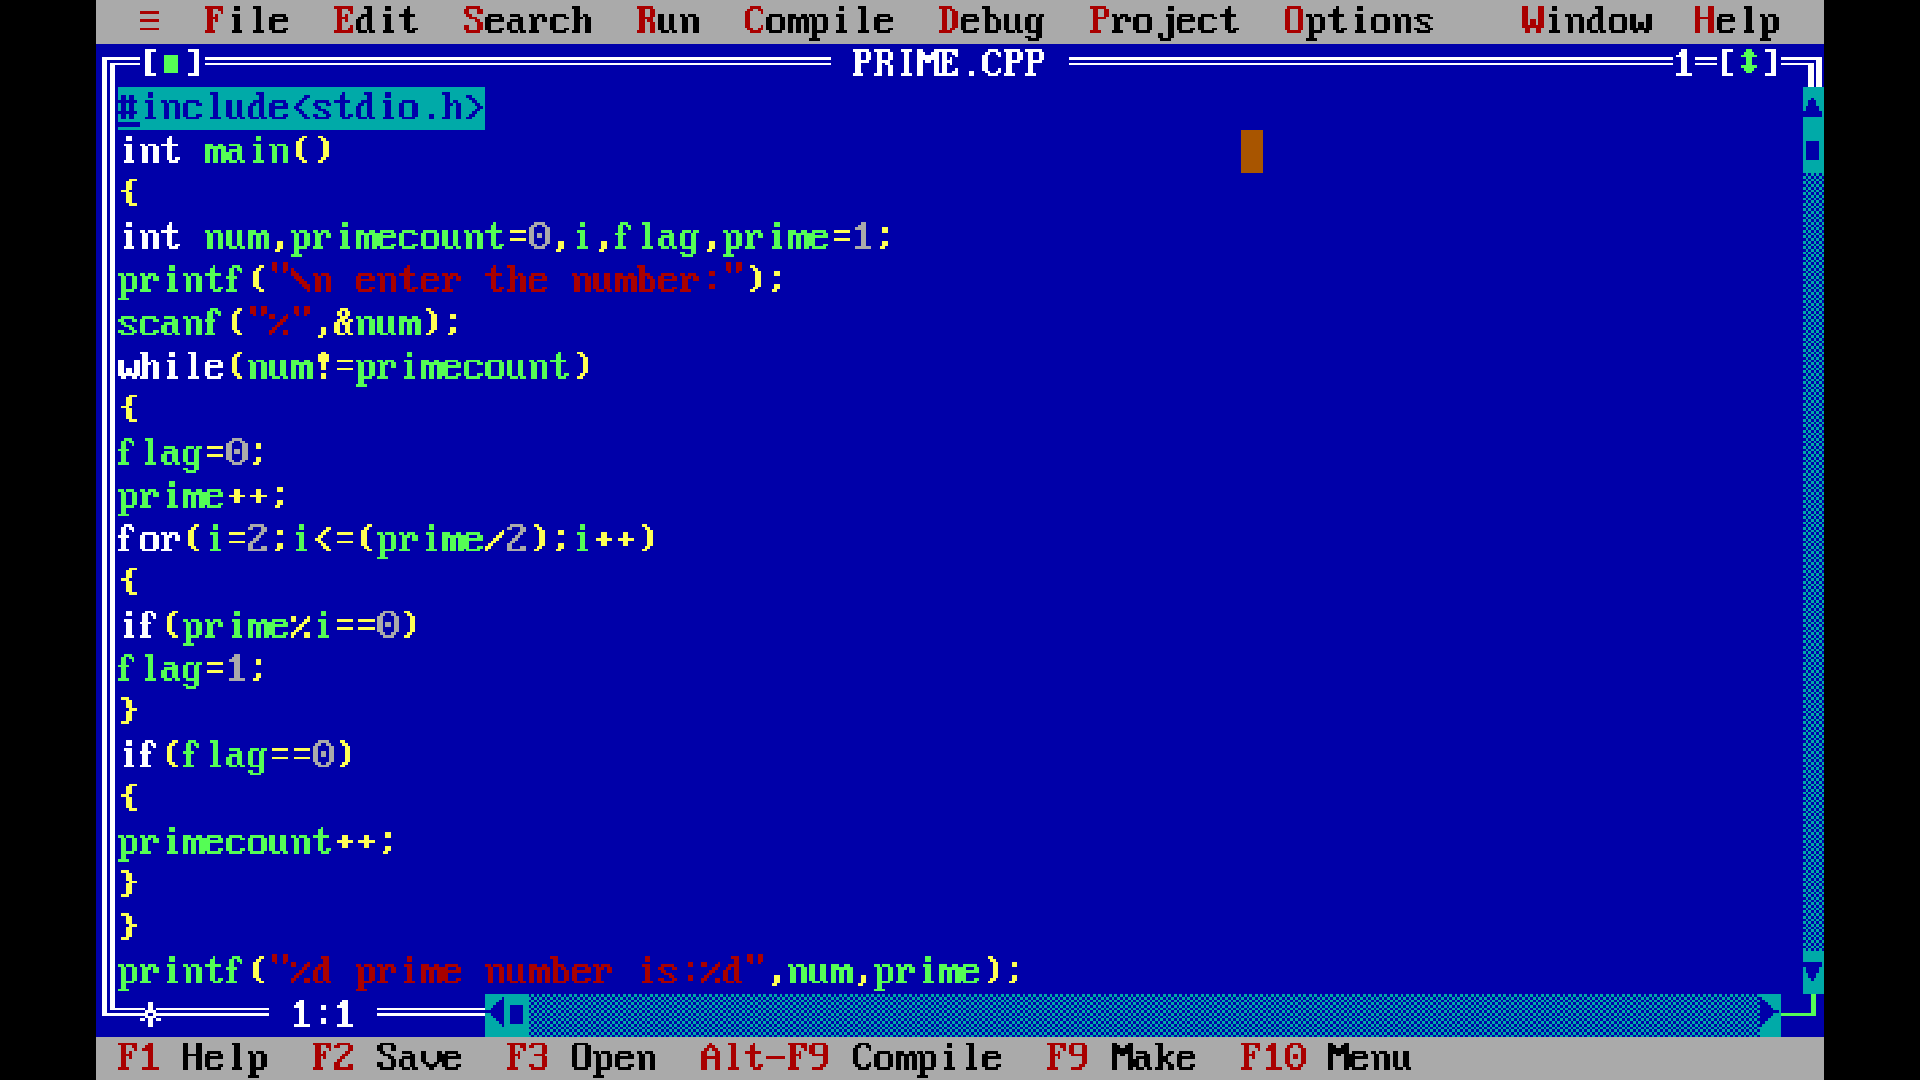 ≡ File Edit Search Run Compile Debug Project Options Window Help
[■] PRIME.CPP 1=[↕]
#include<stdio.h>
int main()
{
int num,primecount=0,i,flag,prime=1;
printf("\n enter the number:");
scanf("%",&num);
while(num!=primecount)
{
flag=0;
prime++;
for(i=2;i<=(prime/2);i++)
{
if(prime%i==0)
flag=1;
}
if(flag==0)
{
primecount++;
}
}
printf("%d prime number is:%d",num,prime);
1:1
F1 Help F2 Save F3 Open Alt-F9 Compile F9 Make F10 Menu